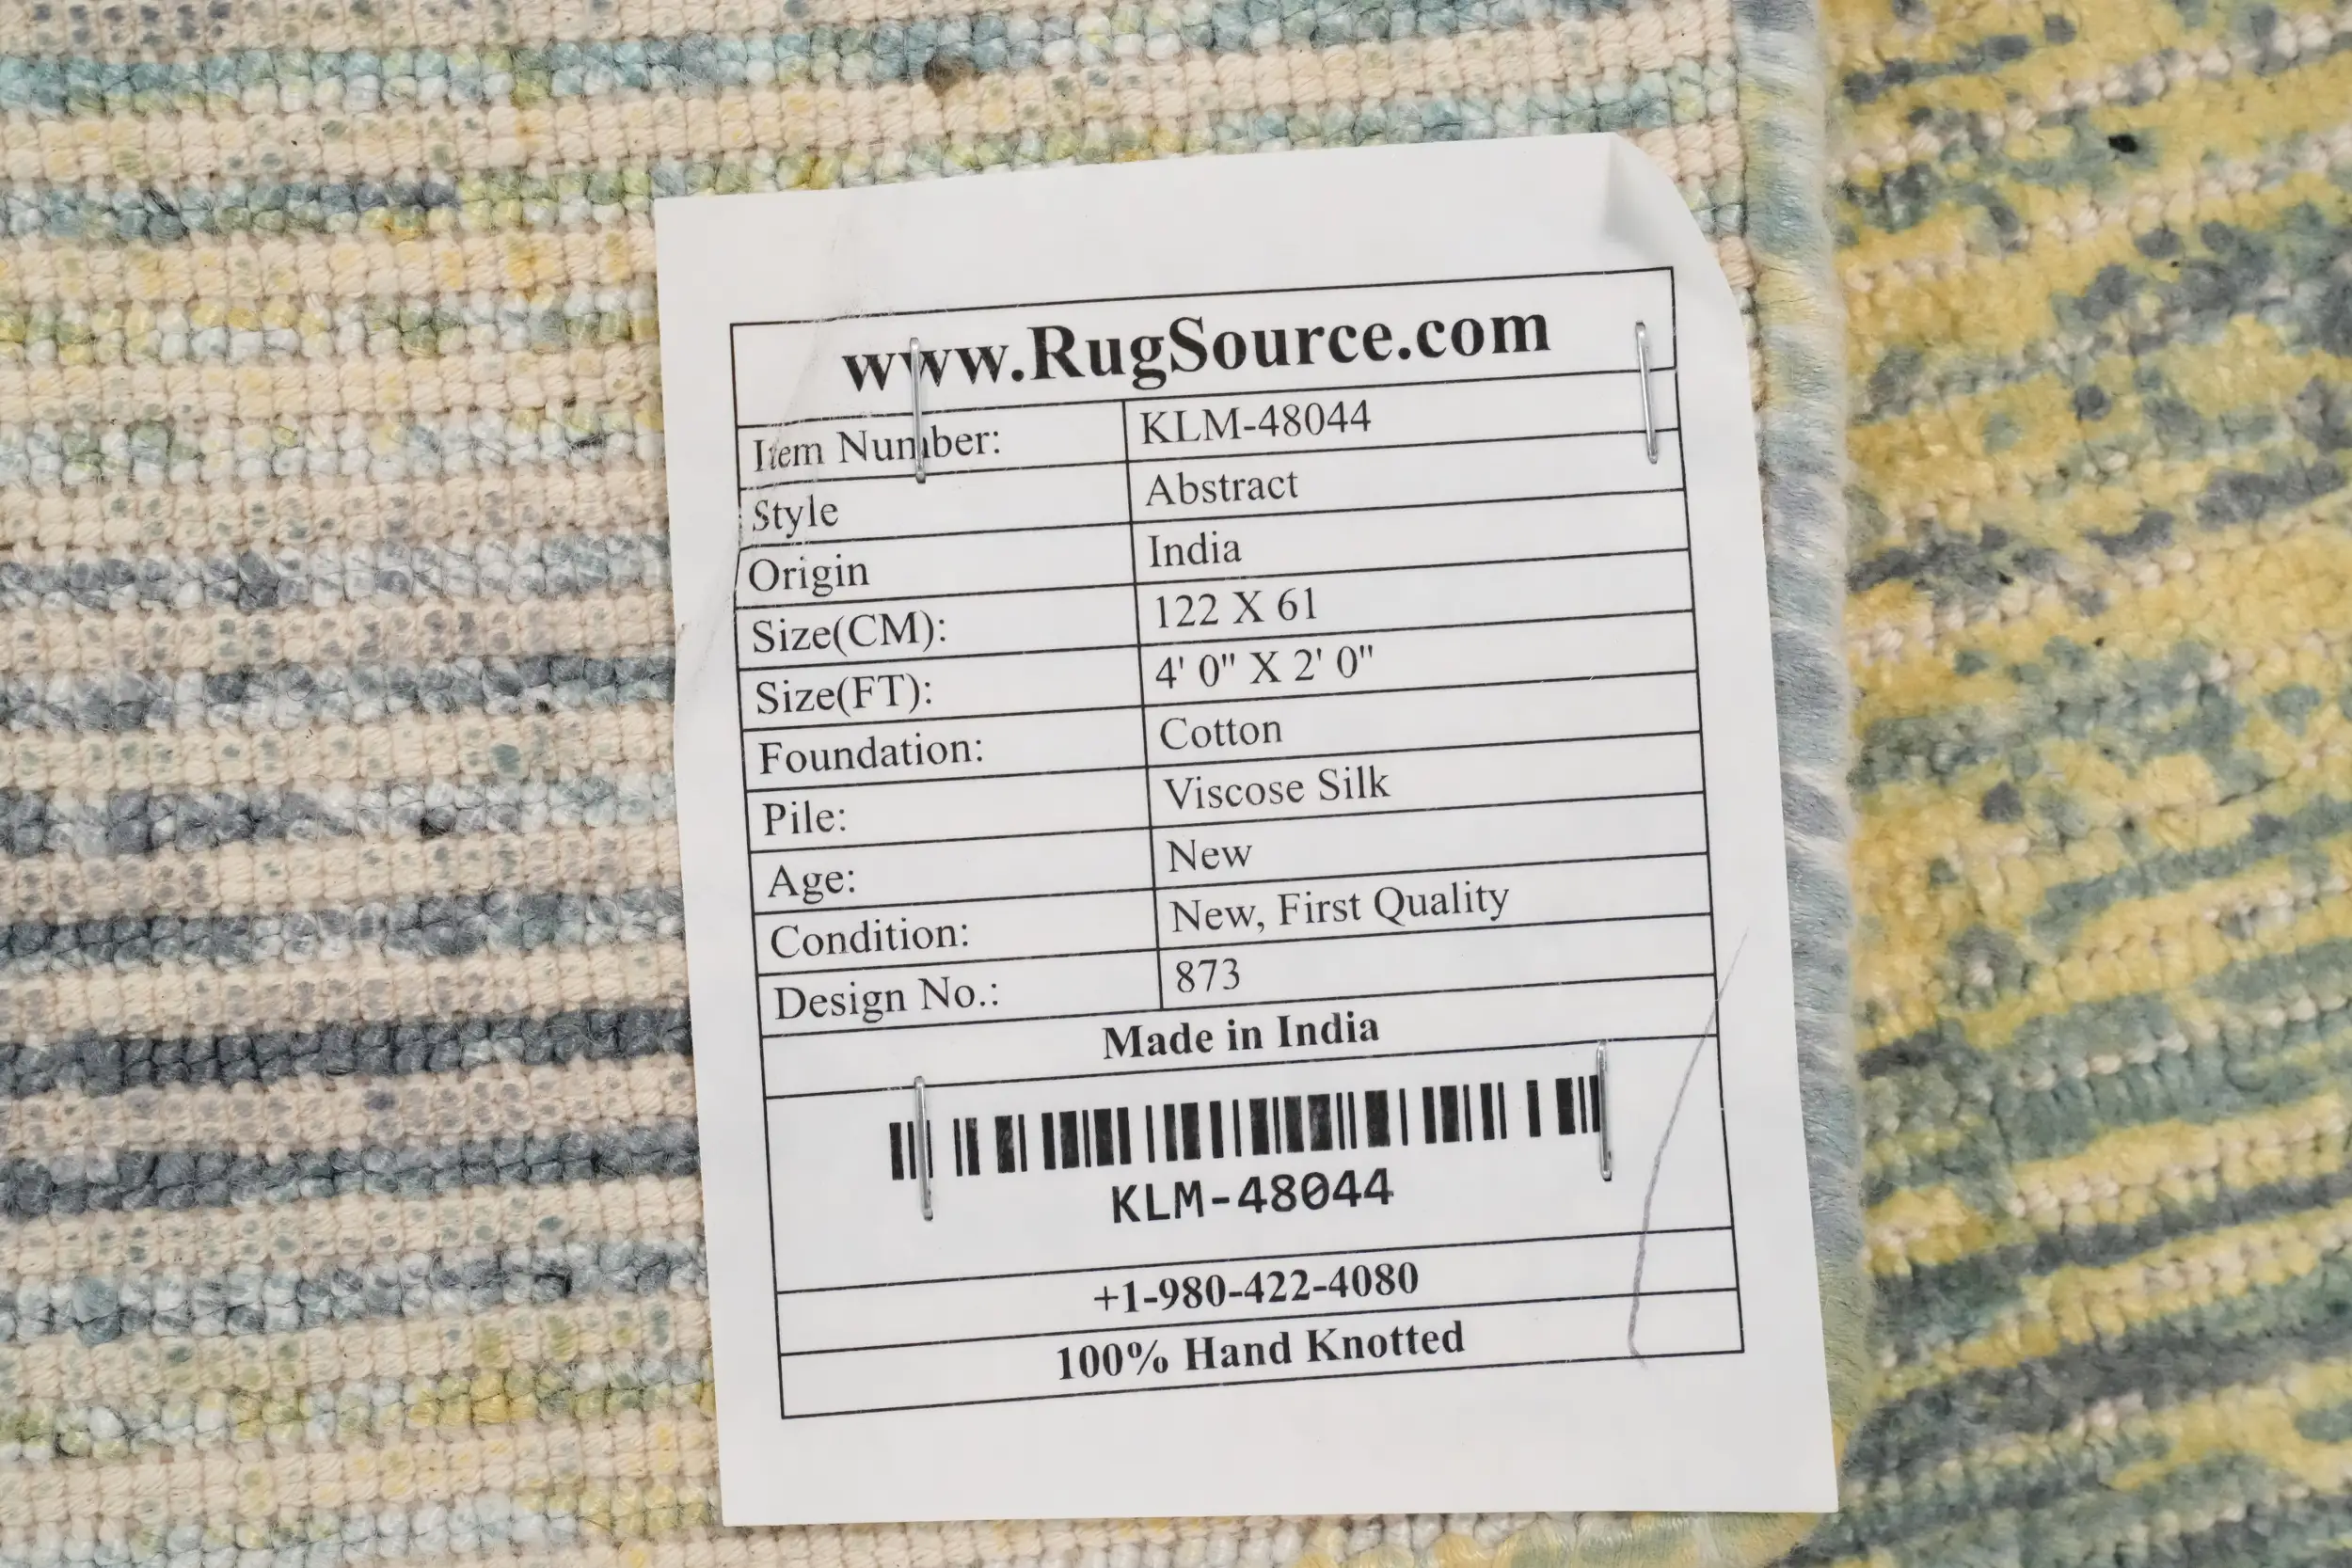 www.RugSource.com
Item Number: KLM-48044
Style Abstract
Origin India
Size(CM): 122 X 61
Size(FT): 4' 0" X 2' 0"
Foundation: Cotton
Pile: Viscose Silk
Age: New
Condition: New, First Quality
Design No.: 873
Made in India
KLM-48044
+1-980-422-4080
100% Hand Knotted